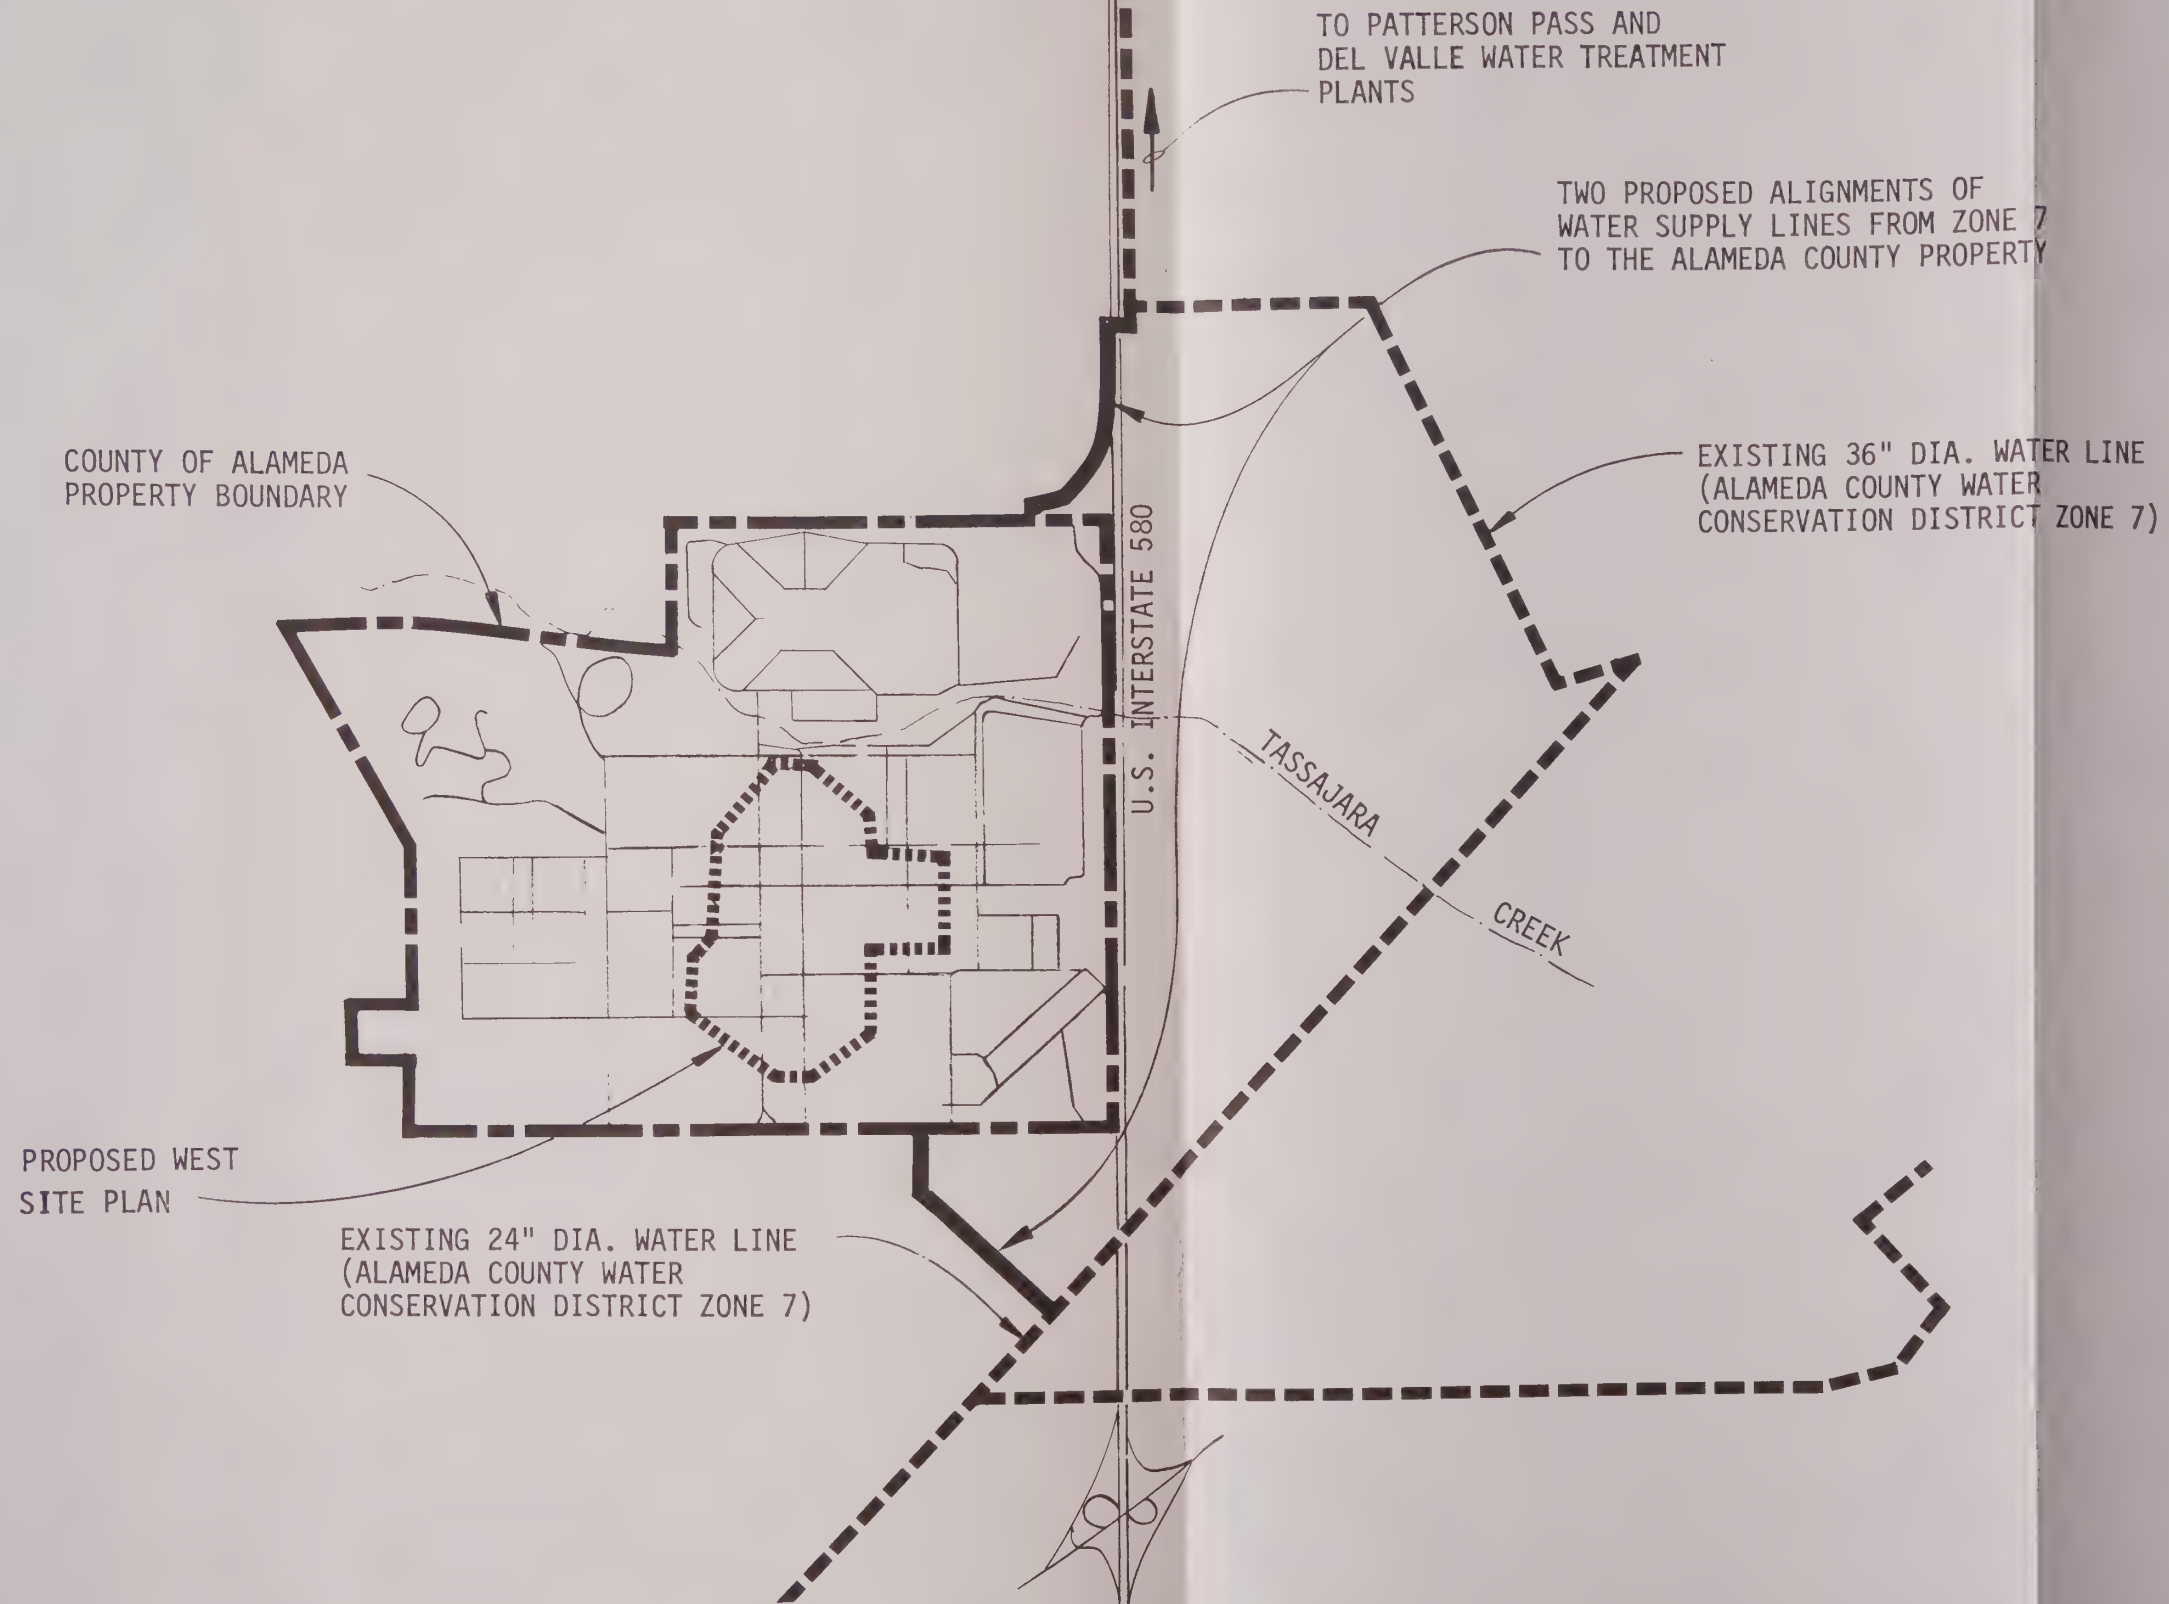 TO PATTERSON PASS AND
DEL VALLE WATER TREATMENT
PLANTS
TWO PROPOSED ALIGNMENTS OF
WATER SUPPLY LINES FROM ZONE 7
TO THE ALAMEDA COUNTY PROPERTY
COUNTY OF ALAMEDA
PROPERTY BOUNDARY
EXISTING 36" DIA. WATER LINE
(ALAMEDA COUNTY WATER
CONSERVATION DISTRICT ZONE 7)
U.S. INTERSTATE 580
TASSAJARA
CREEK
PROPOSED WEST
SITE PLAN
EXISTING 24" DIA. WATER LINE
(ALAMEDA COUNTY WATER
CONSERVATION DISTRICT ZONE 7)